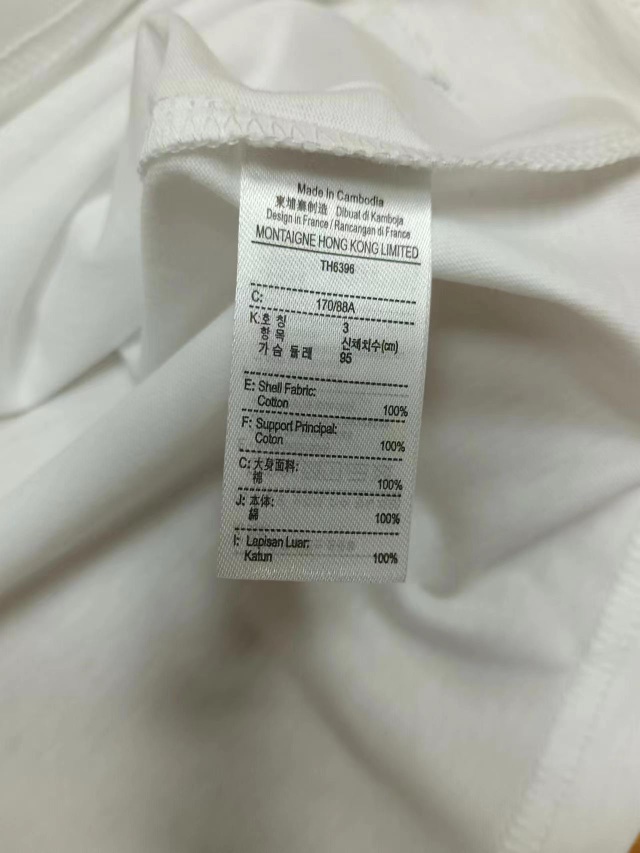 Made in Cambodia
東埔寨制造 Dibuat di Kamboja
Design in France / Rancangan di France
MONTAIGNE HONG KONG LIMITED
TH6396
C: 170/88A
K: 호칭 3
항목 신체치수(cm)
가슴 둘레 95
E: Shell Fabric:
Cotton 100%
F: Support Principal:
Coton 100%
C: 大身面料:
棉 100%
J: 本体:
綿 100%
I: Lapisan Luar:
Katun 100%